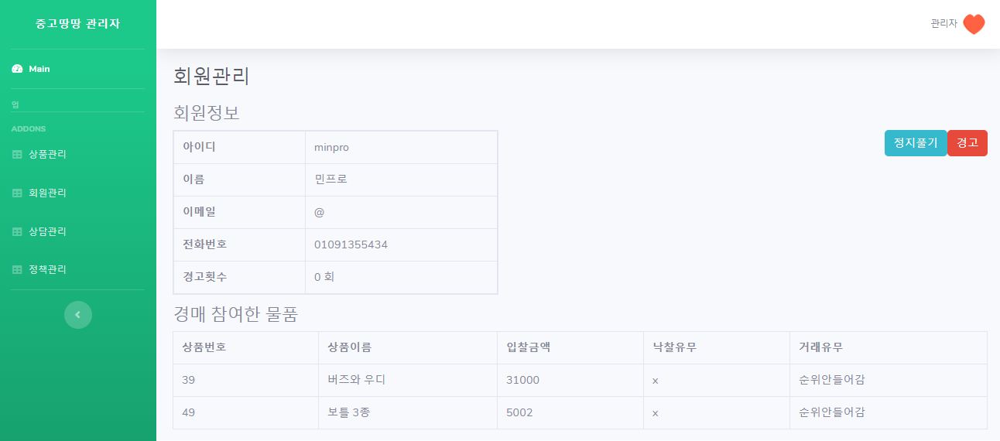 중고땅땅 관리자
관리자
Main
엄
ADDONS
상품관리
회원관리
상담관리
정책관리
회원관리
회원정보
정지풀기 경고
아이디 minpro
이름 민프로
이메일 @
전화번호 01091355434
경고횟수 0 회
경매 참여한 물품
상품번호 상품이름 입찰금액 낙찰유무 거래유무
39 버즈와 우디 31000 x 순위안들어감
49 보틀 3종 5002 x 순위안들어감